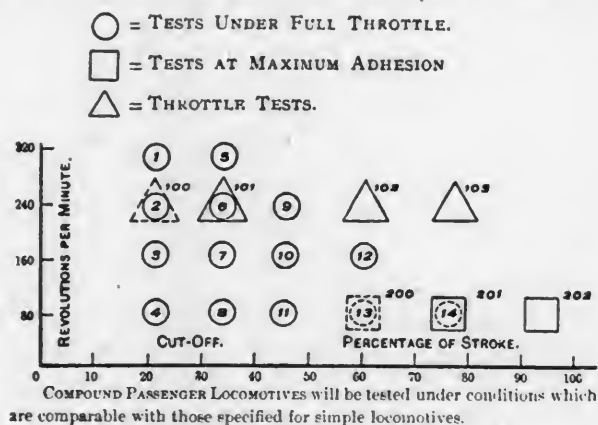 = Tests Under Full Throttle.
= Tests at Maximum Adhesion
= Throttle Tests.
Revolutions per Minute.
320 1 5
100 101 102 103
240 2 6 9
160 3 7 10 12
200 201 202
80 4 8 11 13 14
Cut-Off. Percentage of Stroke.
0 10 20 30 40 50 60 70 80 90 100
Compound Passenger Locomotives will be tested under conditions which
are comparable with those specified for simple locomotives.